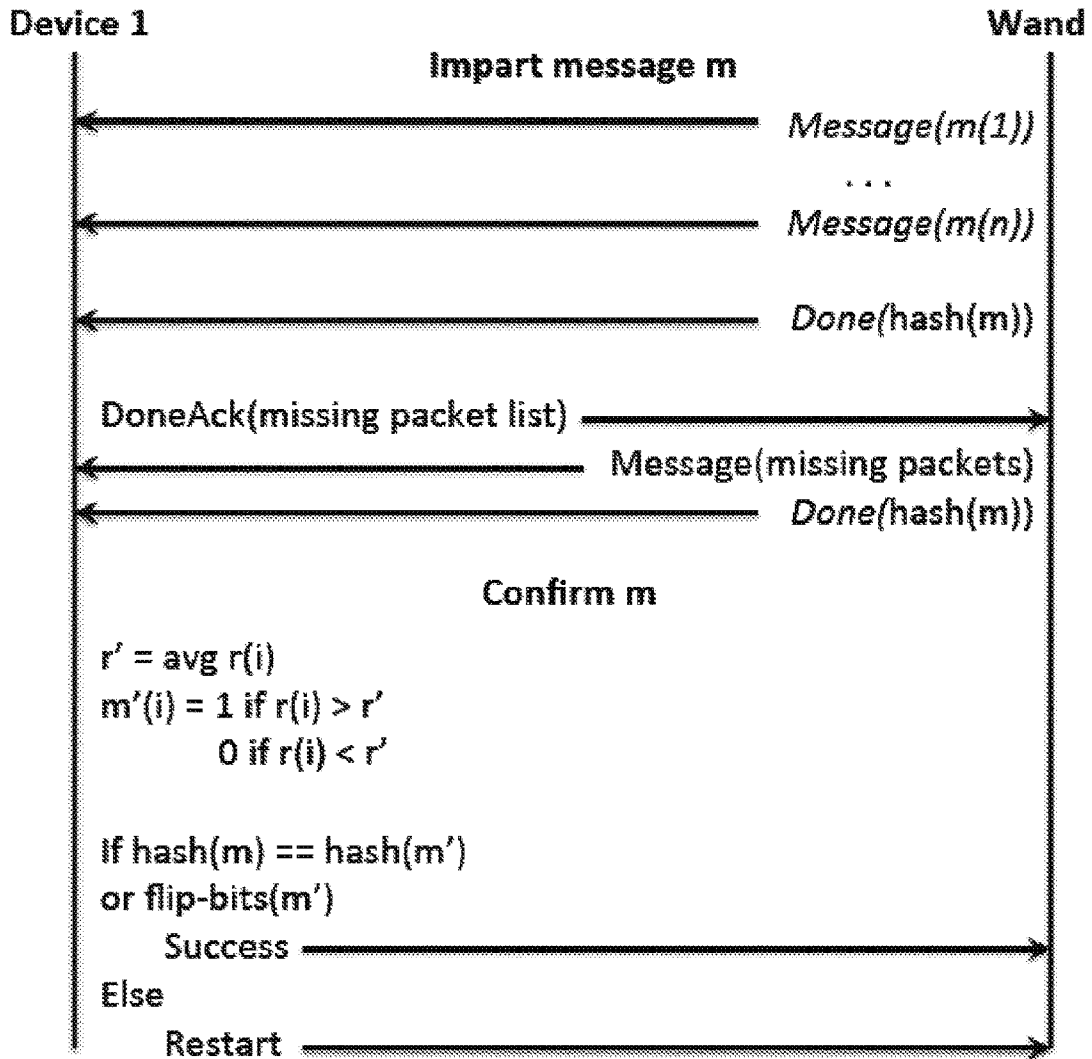 Device 1
Wand
Impart message m
Message(m(1))
...
Message(m(n))
Done(hash(m))
DoneAck(missing packet list)
Message(missing packets)
Done(hash(m))
Confirm m
r' = avg r(i)
m'(i) = 1 if r(i) > r'
0 if r(i) < r'
If hash(m) == hash(m')
or flip-bits(m')
Success
Else
Restart